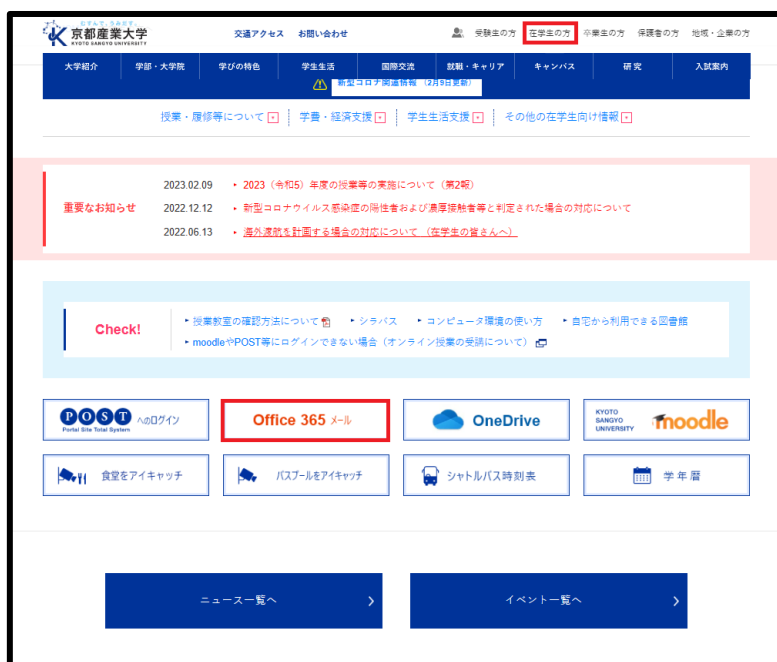 むすんで、うみだす。
京都産業大学
KYOTO SANGYO UNIVERSITY
交通アクセス お問い合わせ
受験生の方 在学生の方 卒業生の方 保護者の方 地域・企業の方
大学紹介 学部・大学院 学びの特色 学生生活 国際交流 就職・キャリア キャンパス 研究 入試案内
新型コロナ関連情報（2月9日更新）
授業・履修等について 学費・経済支援 学生生活支援 その他の在学生向け情報
重要なお知らせ
2023.02.09 ・ 2023（令和5）年度の授業等の実施について（第2報）
2022.12.12 ・ 新型コロナウイルス感染症の陽性者および濃厚接触者等と判定された場合の対応について
2022.06.13 ・ 海外渡航を計画する場合の対応について（在学生の皆さんへ）
Check!
授業教室の確認方法について シラバス コンピュータ環境の使い方 自宅から利用できる図書館
moodleやPOST等にログインできない場合（オンライン授業の受講について）
POST へのログイン
Portal Site Total System
Office 365 メール
OneDrive
KYOTO SANGYO UNIVERSITY moodle
食堂をアイキャッチ
バスプールをアイキャッチ
シャトルバス時刻表
学年暦
ニュース一覧へ
イベント一覧へ